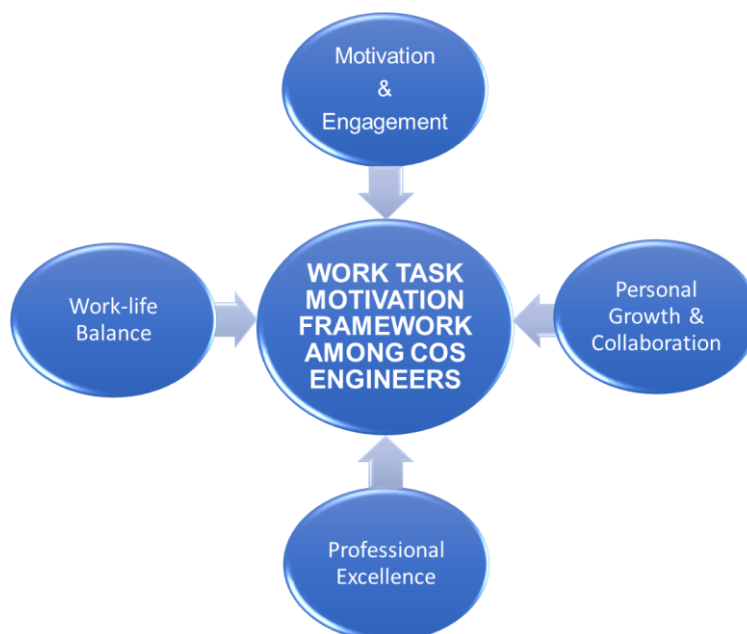 Motivation
&
Engagement
WORK TASK
MOTIVATION
FRAMEWORK
AMONG COS
ENGINEERS
Work-life
Balance
Personal
Growth &
Collaboration
Professional
Excellence